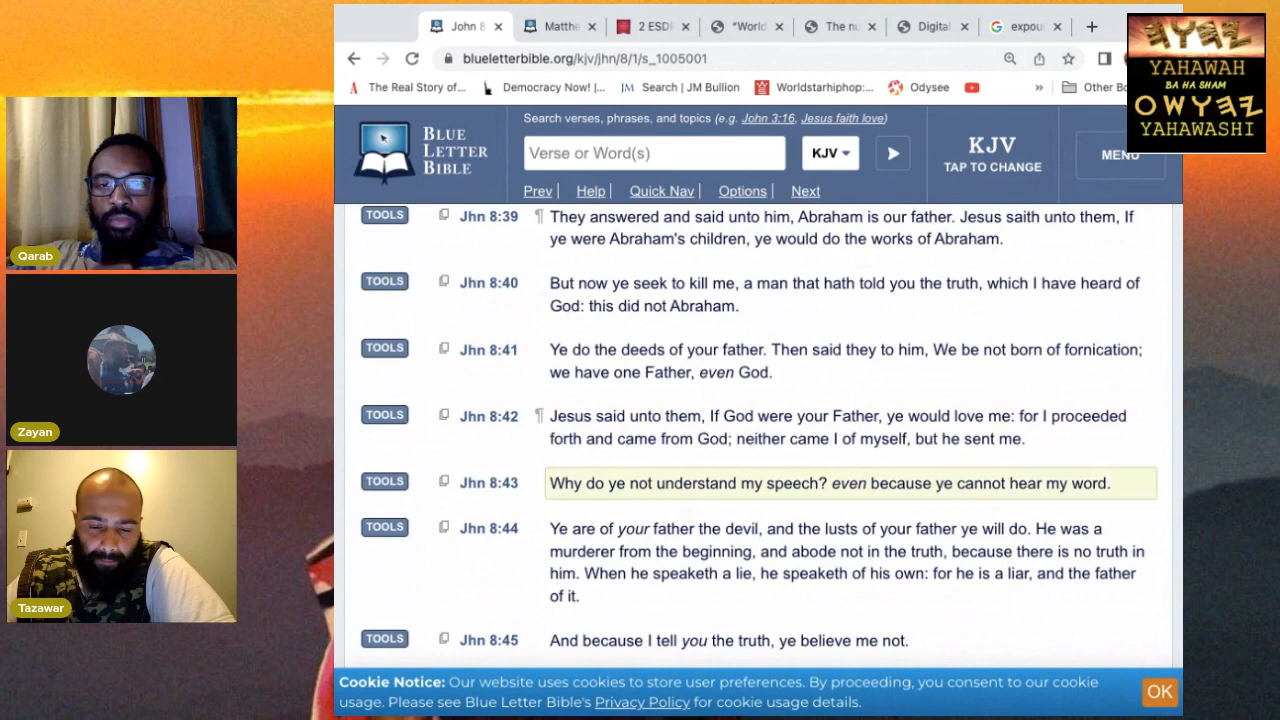 John 8
Matthe
2 ESDR
"World
The nu
Digital
expou
blueletterbible.org/kjv/jhn/8/1/s_1005001
The Real Story of...
Democracy Now! |...
Search | JM Bullion
Worldstarhiphop:...
Odysee
»
Other Bo
YAHAWAH
BA HA SHAM
YAHAWASHI
BLUE
LETTER
BIBLE
Search verses, phrases, and topics (e.g. John 3:16, Jesus faith love)
Verse or Word(s)
KJV
KJV
TAP TO CHANGE
MENU
Prev | Help | Quick Nav | Options | Next
TOOLS Jhn 8:39 ¶ They answered and said unto him, Abraham is our father. Jesus saith unto them, If
ye were Abraham's children, ye would do the works of Abraham.
TOOLS Jhn 8:40 But now ye seek to kill me, a man that hath told you the truth, which I have heard of
God: this did not Abraham.
TOOLS Jhn 8:41 Ye do the deeds of your father. Then said they to him, We be not born of fornication;
we have one Father, even God.
TOOLS Jhn 8:42 ¶ Jesus said unto them, If God were your Father, ye would love me: for I proceeded
forth and came from God; neither came I of myself, but he sent me.
TOOLS Jhn 8:43 Why do ye not understand my speech? even because ye cannot hear my word.
TOOLS Jhn 8:44 Ye are of your father the devil, and the lusts of your father ye will do. He was a
murderer from the beginning, and abode not in the truth, because there is no truth in
him. When he speaketh a lie, he speaketh of his own: for he is a liar, and the father
of it.
TOOLS Jhn 8:45 And because I tell you the truth, ye believe me not.
Cookie Notice: Our website uses cookies to store user preferences. By proceeding, you consent to our cookie
usage. Please see Blue Letter Bible's Privacy Policy for cookie usage details.
OK
Qarab
Zayan
Tazawar